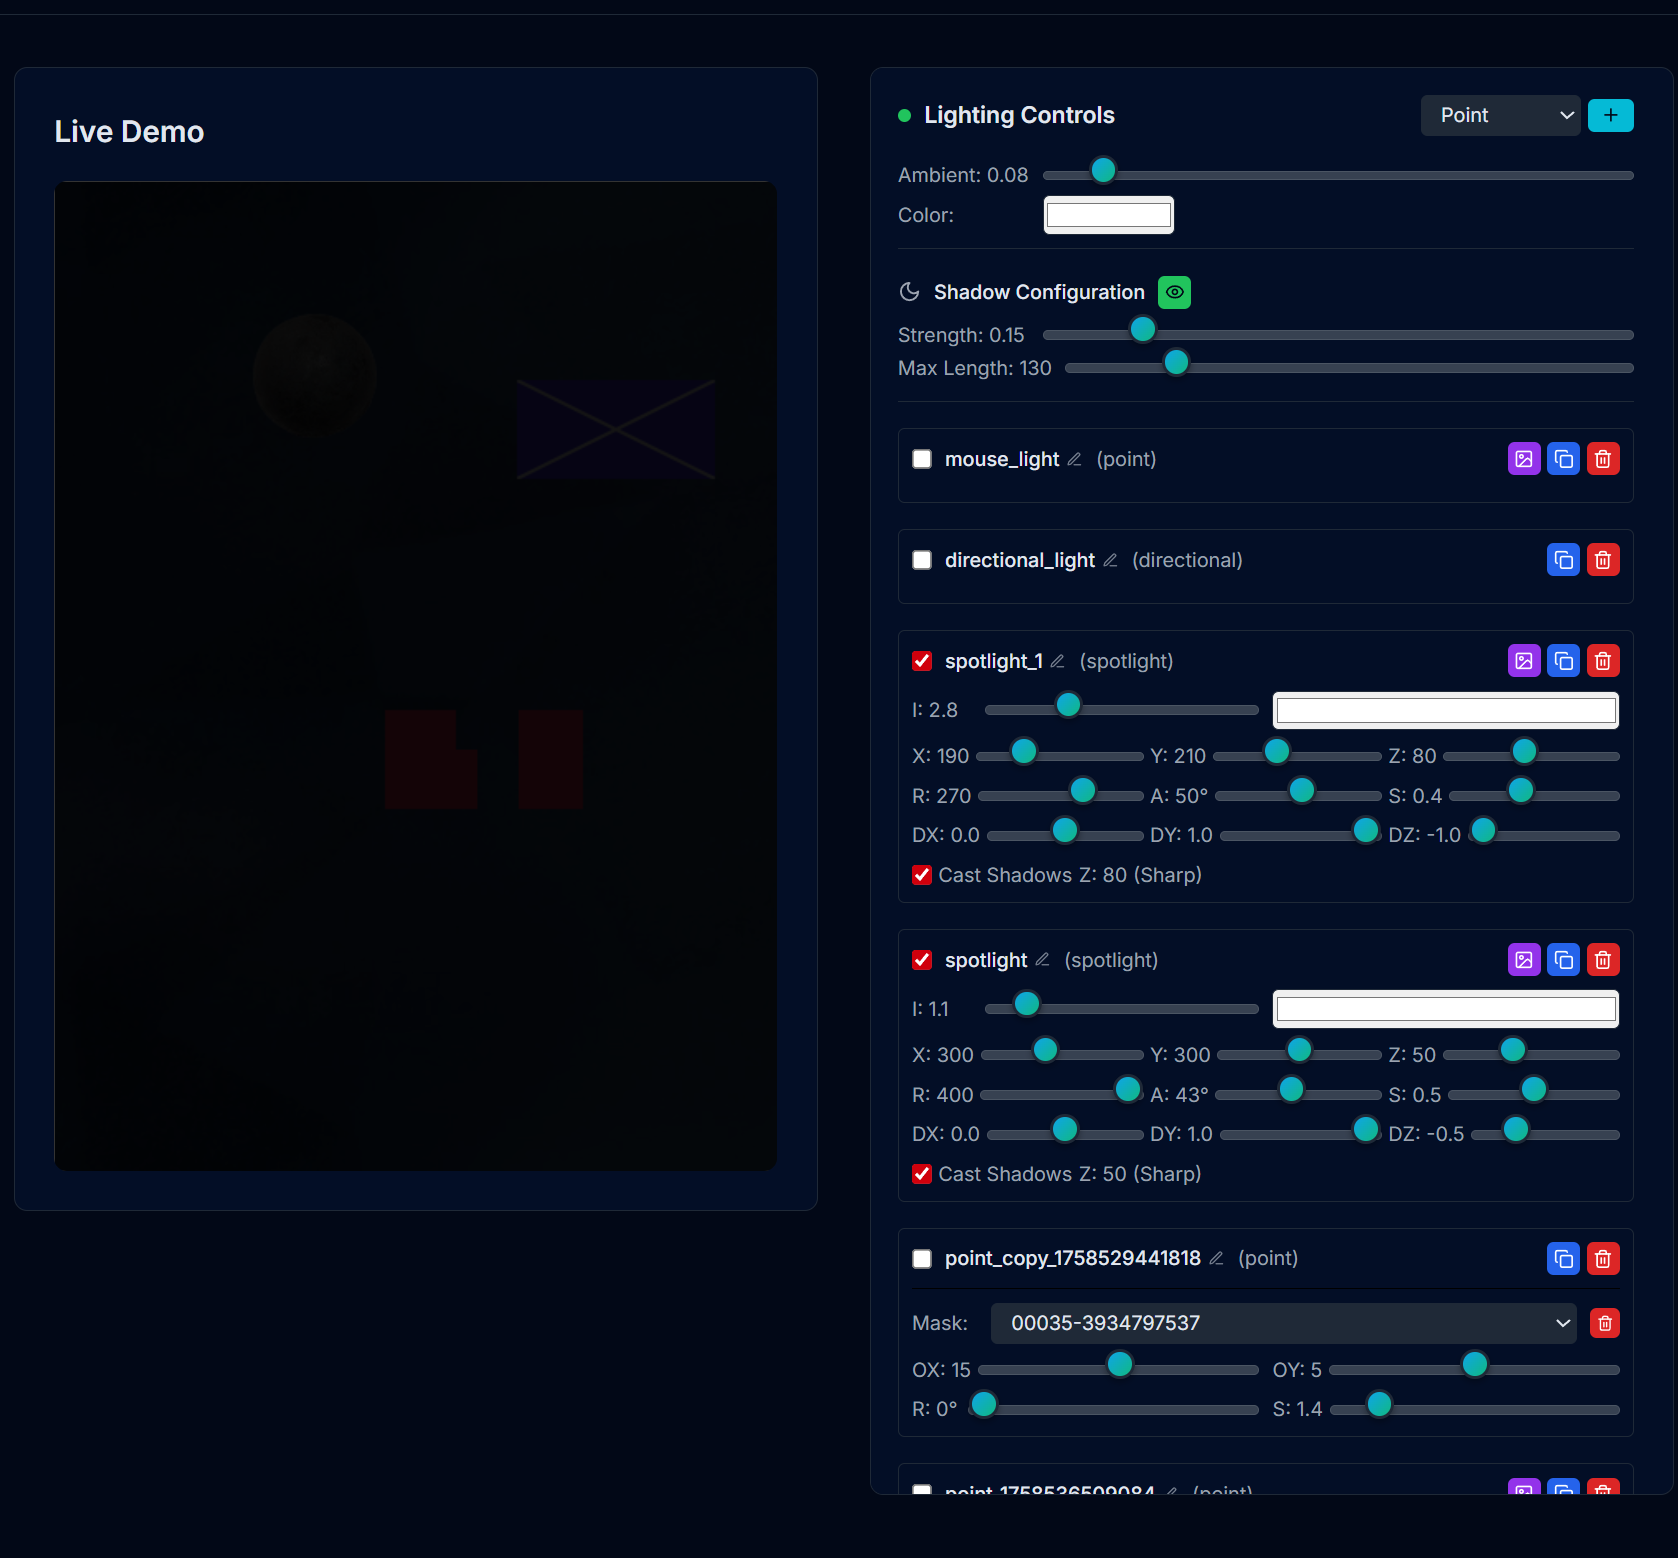 Live Demo
Lighting Controls
Point
+
Ambient: 0.08
Color:
Shadow Configuration
Strength: 0.15
Max Length: 130
mouse_light (point)
directional_light (directional)
spotlight_1 (spotlight)
I: 2.8
X: 190 Y: 210 Z: 80
R: 270 A: 50° S: 0.4
DX: 0.0 DY: 1.0 DZ: -1.0
Cast Shadows Z: 80 (Sharp)
spotlight (spotlight)
I: 1.1
X: 300 Y: 300 Z: 50
R: 400 A: 43° S: 0.5
DX: 0.0 DY: 1.0 DZ: -0.5
Cast Shadows Z: 50 (Sharp)
point_copy_1758529441818 (point)
Mask: 00035-3934797537
OX: 15 OY: 5
R: 0° S: 1.4
point_1758536509084 (point)